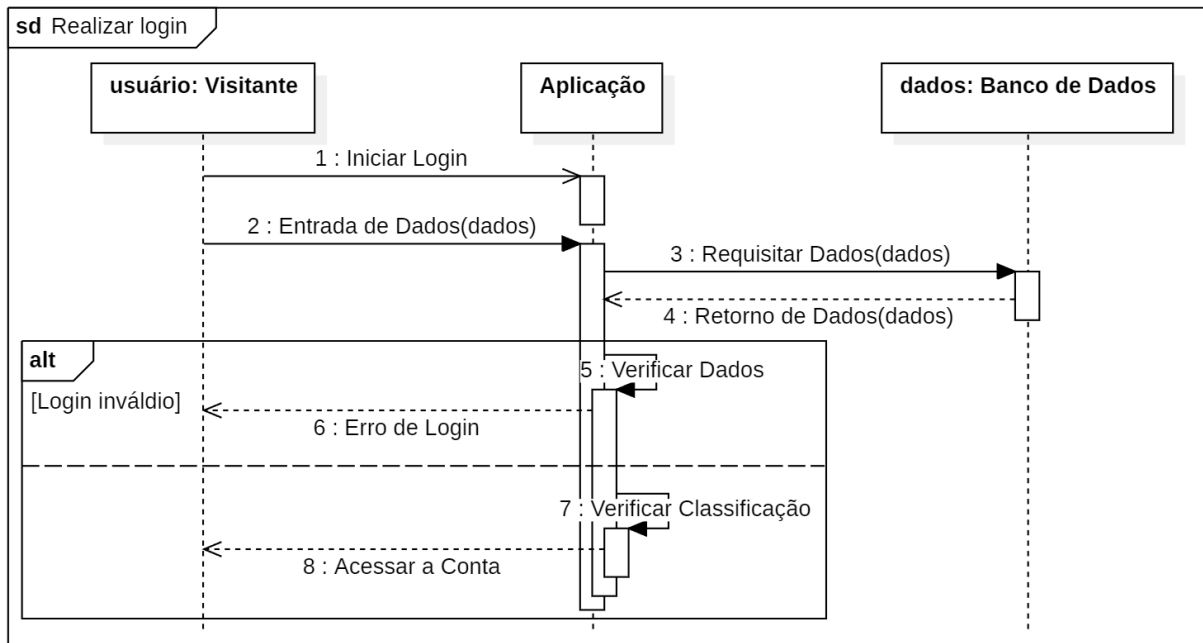 sd Realizar login
usuário: Visitante
Aplicação
dados: Banco de Dados
1 : Iniciar Login
2 : Entrada de Dados(dados)
3 : Requisitar Dados(dados)
4 : Retorno de Dados(dados)
alt
5 : Verificar Dados
[Login inváldio]
6 : Erro de Login
7 : Verificar Classificação
8 : Acessar a Conta